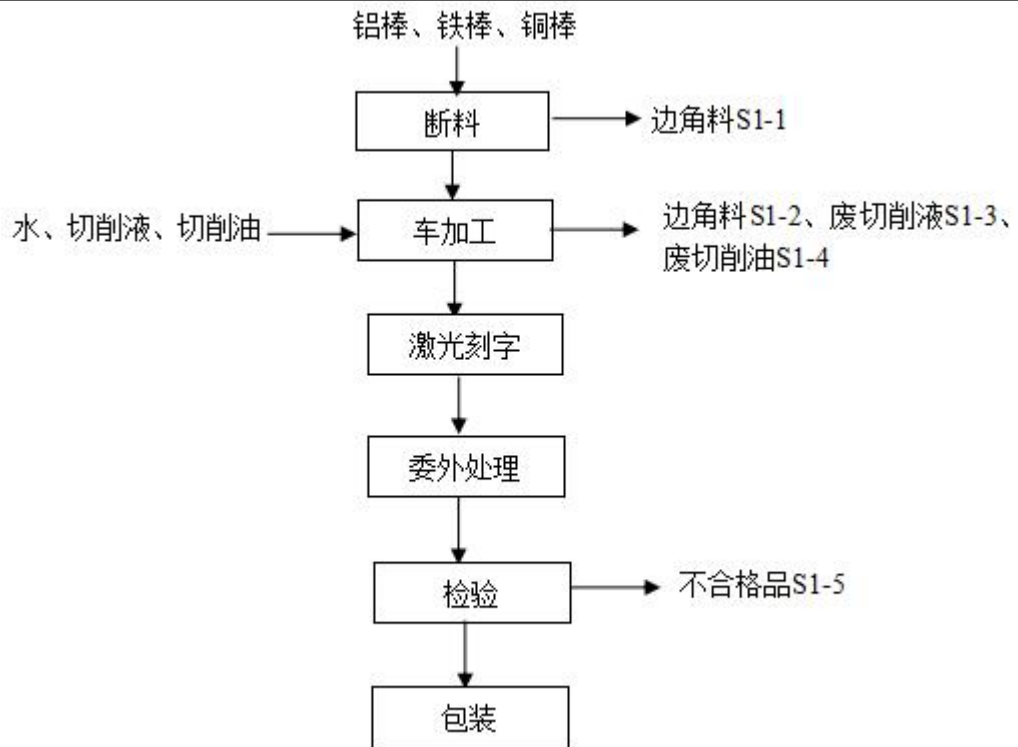 铝棒、铁棒、铜棒
断料
边角料S1-1
水、切削液、切削油
车加工
边角料S1-2、废切削液S1-3、
废切削油S1-4
激光刻字
委外处理
检验
不合格品S1-5
包装